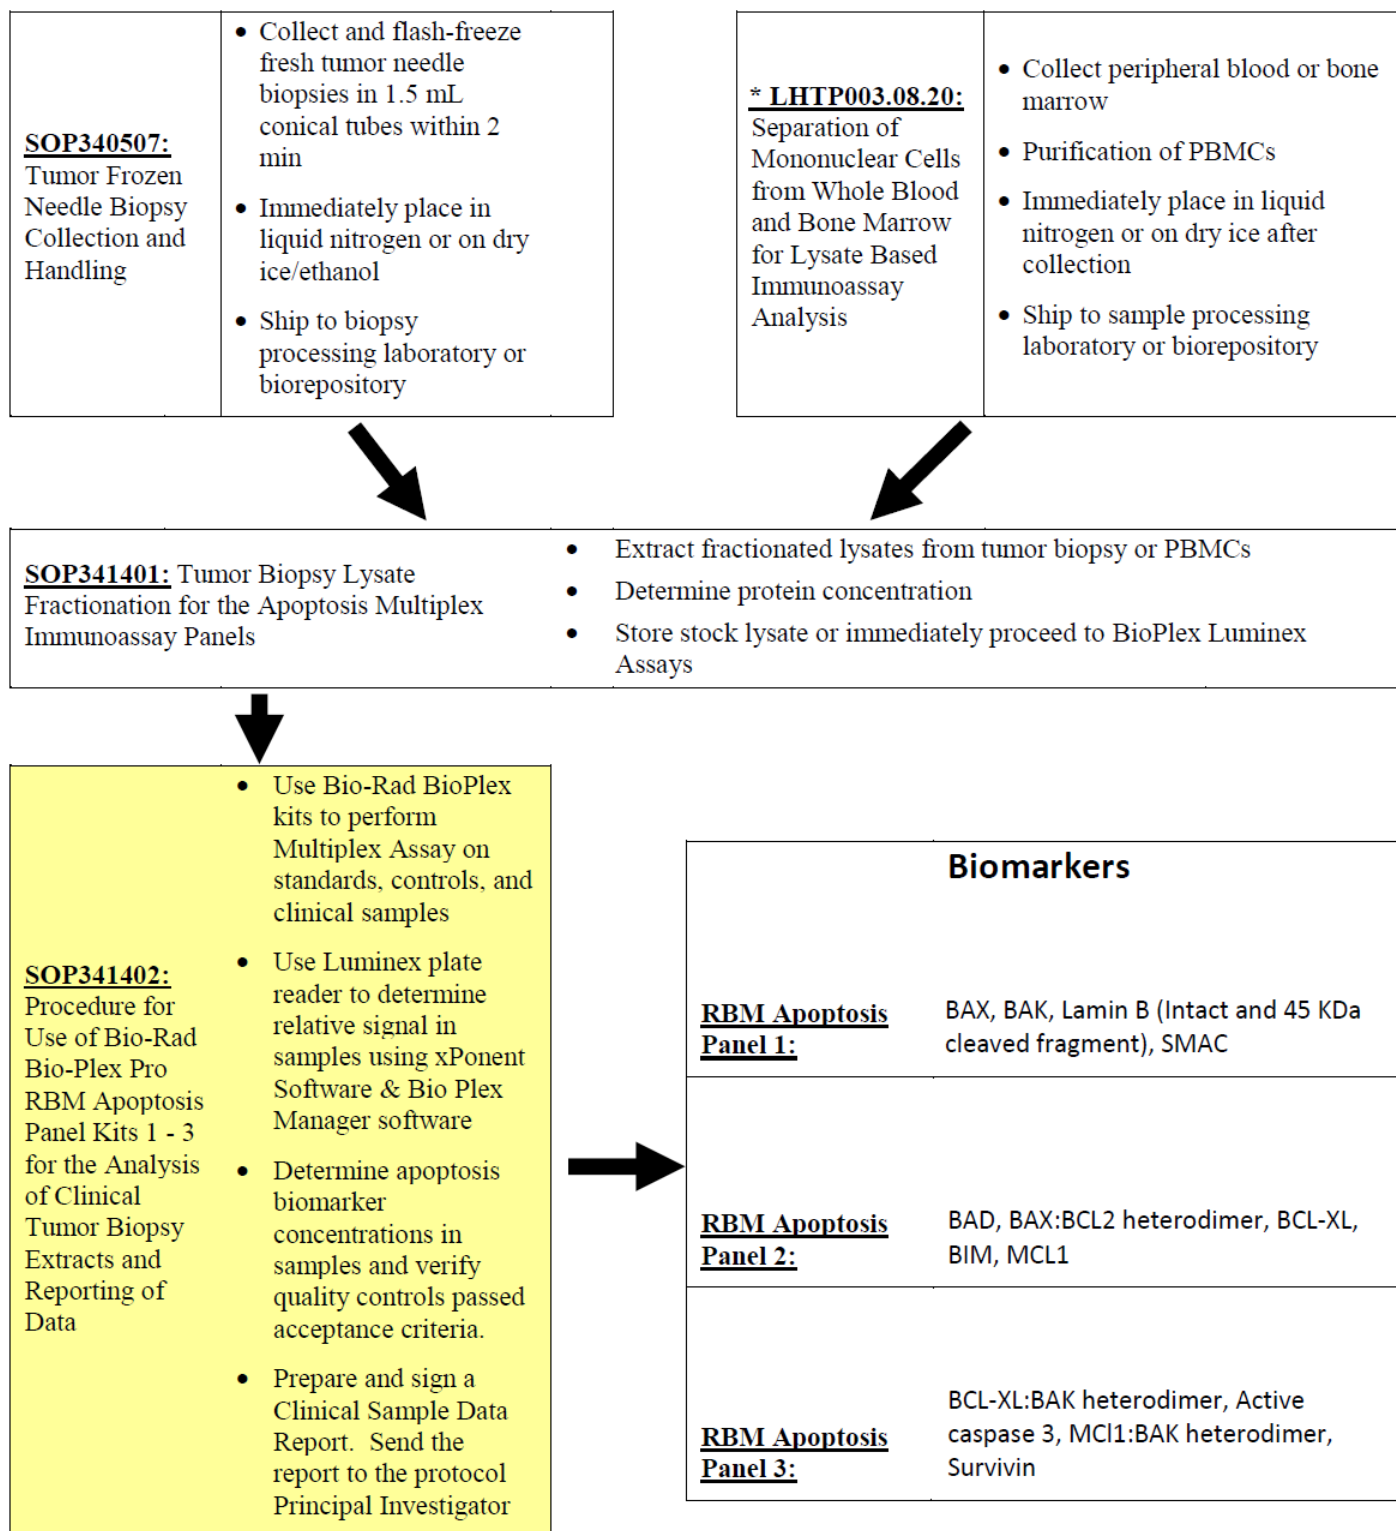 SOP340507:
Tumor Frozen
Needle Biopsy
Collection and
Handling
• Collect and flash-freeze
fresh tumor needle
biopsies in 1.5 mL
conical tubes within 2
min
• Immediately place in
liquid nitrogen or on dry
ice/ethanol
• Ship to biopsy
processing laboratory or
biorepository
* LHTP003.08.20:
Separation of
Mononuclear Cells
from Whole Blood
and Bone Marrow
for Lysate Based
Immunoassay
Analysis
• Collect peripheral blood or bone
marrow
• Purification of PBMCs
• Immediately place in liquid
nitrogen or on dry ice after
collection
• Ship to sample processing
laboratory or biorepository
SOP341401: Tumor Biopsy Lysate
Fractionation for the Apoptosis Multiplex
Immunoassay Panels
• Extract fractionated lysates from tumor biopsy or PBMCs
• Determine protein concentration
• Store stock lysate or immediately proceed to BioPlex Luminex
Assays
SOP341402:
Procedure for
Use of Bio-Rad
Bio-Plex Pro
RBM Apoptosis
Panel Kits 1 - 3
for the Analysis
of Clinical
Tumor Biopsy
Extracts and
Reporting of
Data
• Use Bio-Rad BioPlex
kits to perform
Multiplex Assay on
standards, controls, and
clinical samples
• Use Luminex plate
reader to determine
relative signal in
samples using xPonent
Software & Bio Plex
Manager software
• Determine apoptosis
biomarker
concentrations in
samples and verify
quality controls passed
acceptance criteria.
• Prepare and sign a
Clinical Sample Data
Report. Send the
report to the protocol
Principal Investigator
Biomarkers
RBM Apoptosis
Panel 1:
BAX, BAK, Lamin B (Intact and 45 KDa
cleaved fragment), SMAC
RBM Apoptosis
Panel 2:
BAD, BAX:BCL2 heterodimer, BCL-XL,
BIM, MCL1
RBM Apoptosis
Panel 3:
BCL-XL:BAK heterodimer, Active
caspase 3, MCl1:BAK heterodimer,
Survivin